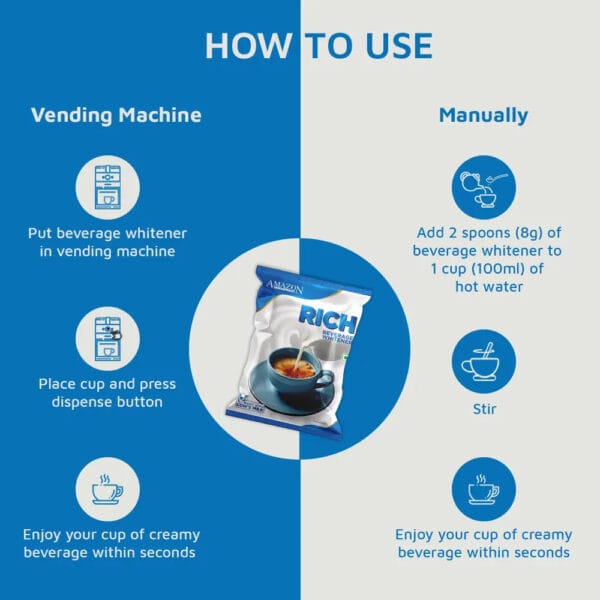 HOW TO USE
Vending Machine
Put beverage whitener
in vending machine
Place cup and press
dispense button
Enjoy your cup of creamy
beverage within seconds
AMAZON
RICH
BEVERAGE
WHITENER
Manually
Add 2 spoons (8g) of
beverage whitener to
1 cup (100ml) of
hot water
Stir
Enjoy your cup of creamy
beverage within seconds